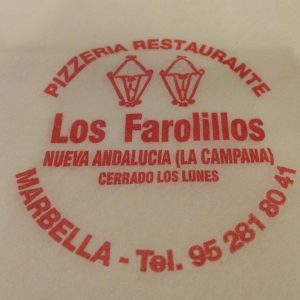 PIZZERIA RESTAURANTE
Los Farolillos
NUEVA ANDALUCIA (LA CAMPANA)
CERRADO LOS LUNES
MARBELLA - Tel. 95 281 80 41